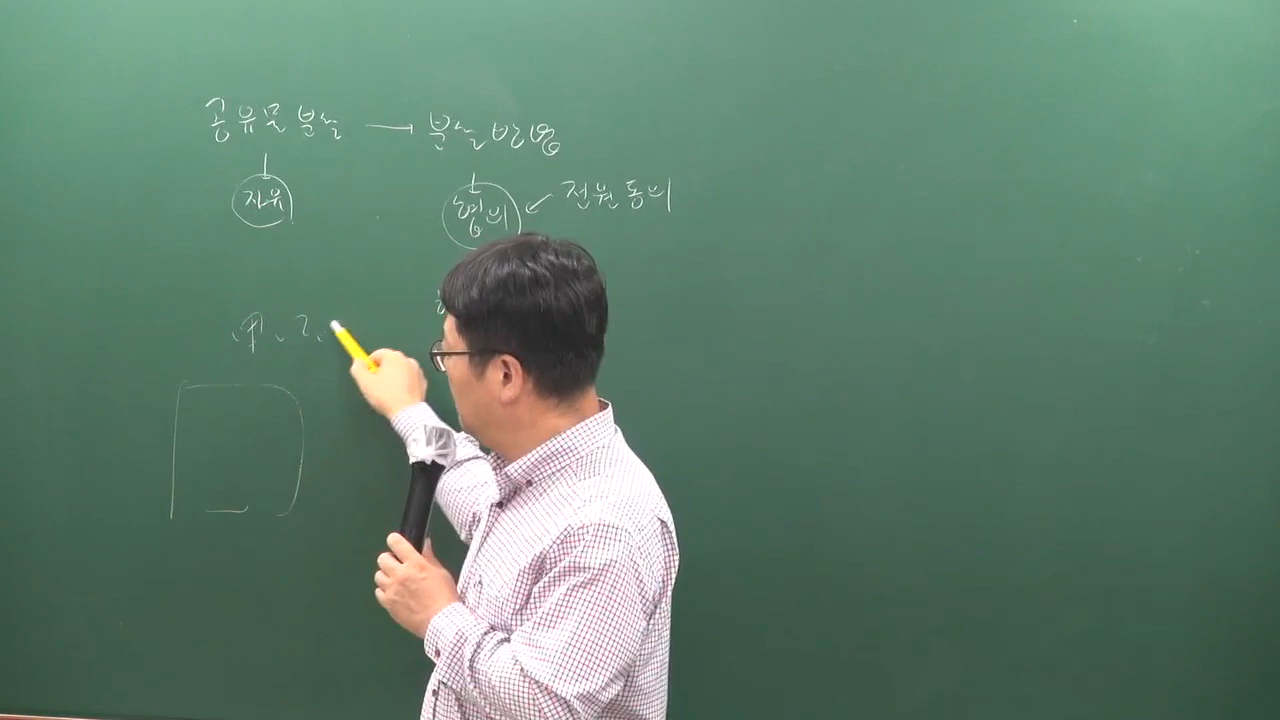 공유물분할 → 분할방법
자유 협의 ← 전원동의
甲、乙、